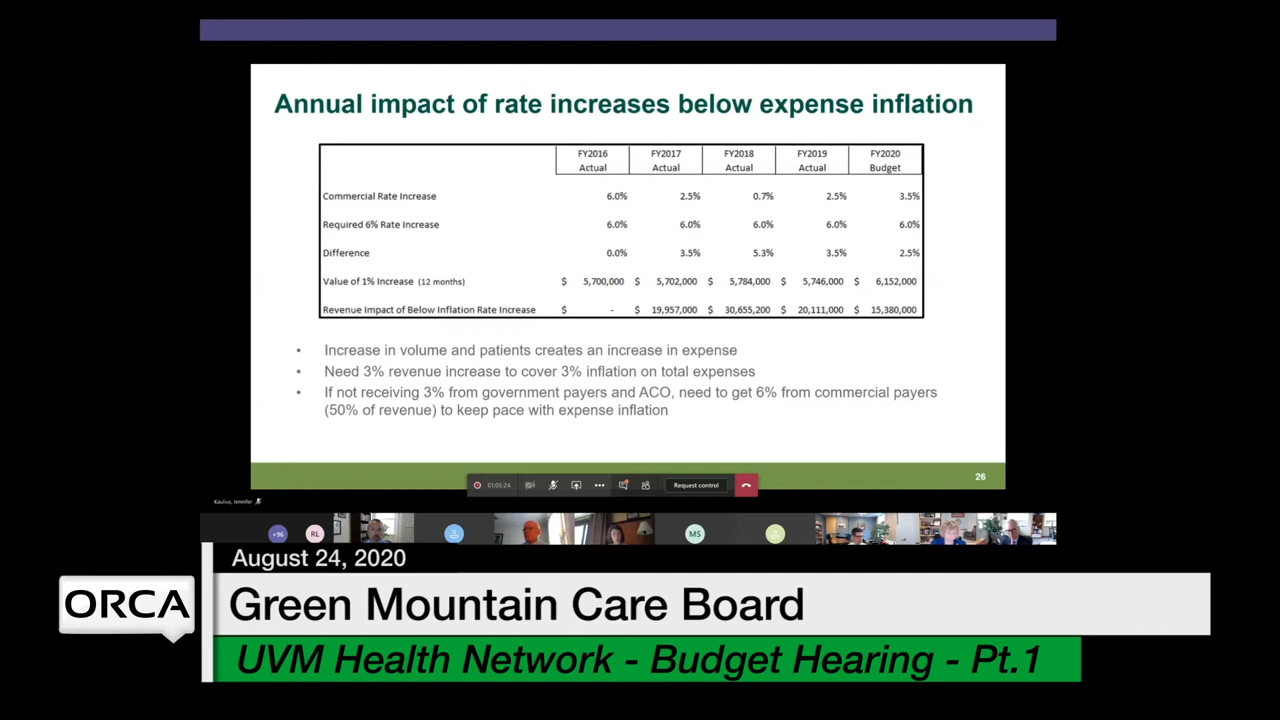 Annual impact of rate increases below expense inflation
FY2016 FY2017 FY2018 FY2019 FY2020
Actual Actual Actual Actual Budget
Commercial Rate Increase 6.0% 2.5% 0.7% 2.5% 3.5%
Required 6% Rate Increase 6.0% 6.0% 6.0% 6.0% 6.0%
Difference 0.0% 3.5% 5.3% 3.5% 2.5%
Value of 1% Increase (12 months) $ 5,700,000 $ 5,702,000 $ 5,784,000 $ 5,746,000 $ 6,152,000
Revenue Impact of Below Inflation Rate Increase $ - $ 19,957,000 $ 30,655,200 $ 20,111,000 $ 15,380,000
• Increase in volume and patients creates an increase in expense
• Need 3% revenue increase to cover 3% inflation on total expenses
• If not receiving 3% from government payers and ACO, need to get 6% from commercial payers
(50% of revenue) to keep pace with expense inflation
26
01:05:24 Request control
Kaulius, Jennifer
+96 RL MS
August 24, 2020
ORCA
Green Mountain Care Board
UVM Health Network - Budget Hearing - Pt.1